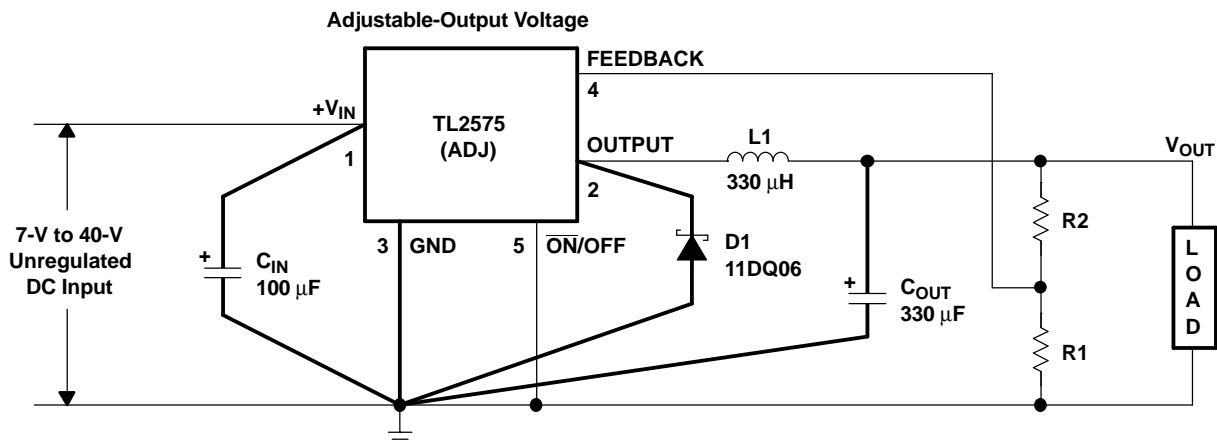 Adjustable-Output Voltage
FEEDBACK
4
+VIN
TL2575
(ADJ)
1
OUTPUT
2
L1
330 μH
VOUT
7-V to 40-V
Unregulated
DC Input
+
CIN
100 μF
3
GND
5
ON/OFF
D1
11DQ06
+
COUT
330 μF
R2
R1
LOAD